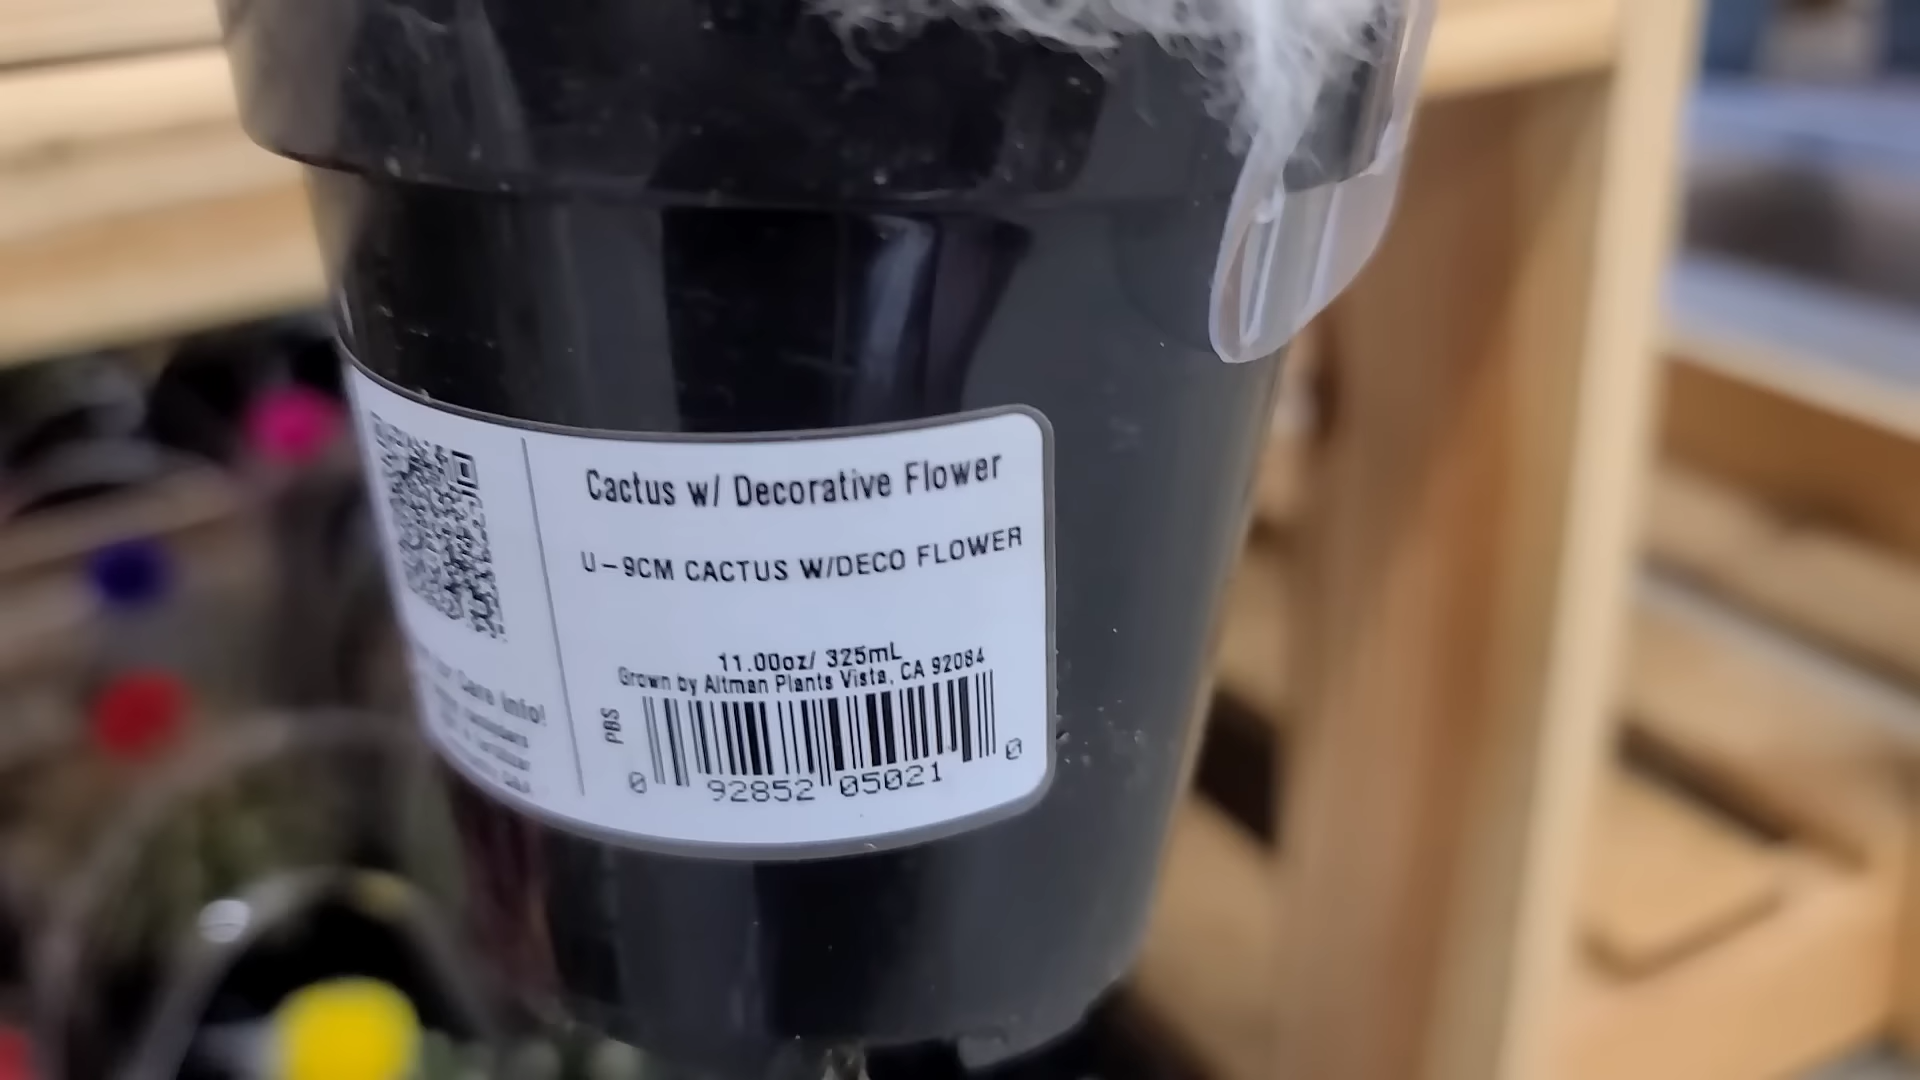 Cactus w/ Decorative Flower
U-9CM CACTUS W/DECO FLOWER
11.00oz/ 325mL
Grown by Altman Plants Vista, CA 92084
PBS
0 92852 05021 0
for Care Info!